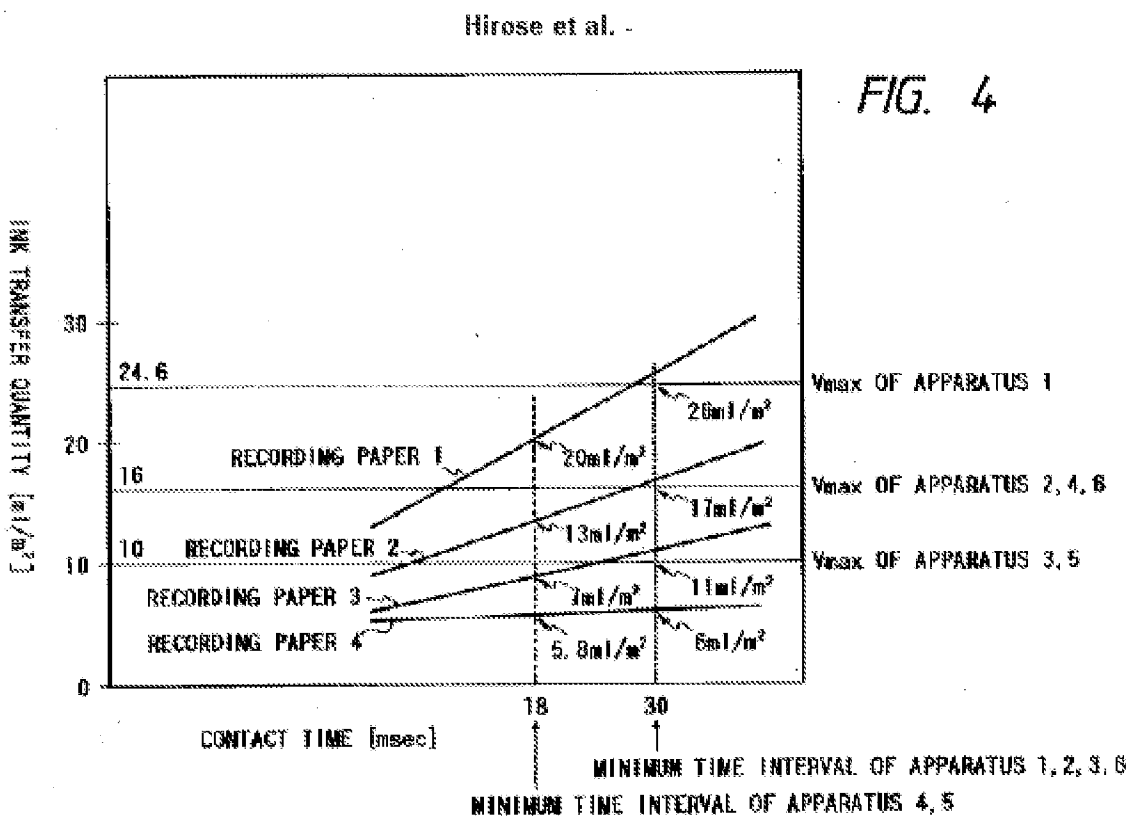 Hirose et al. -
FIG. 4
INK TRANSFER QUANTITY [ml/m²]
30
24.6
Vmax OF APPARATUS 1
26ml/m²
20
RECORDING PAPER 1
20ml/m²
16
Vmax OF APPARATUS 2,4,6
17ml/m²
13ml/m²
10
RECORDING PAPER 2
10
Vmax OF APPARATUS 3,5
11ml/m²
RECORDING PAPER 3
RECORDING PAPER 4
5.8ml/m²
6ml/m²
0
18
30
CONTACT TIME [msec]
MINIMUM TIME INTERVAL OF APPARATUS 1,2,3,6
MINIMUM TIME INTERVAL OF APPARATUS 4,5